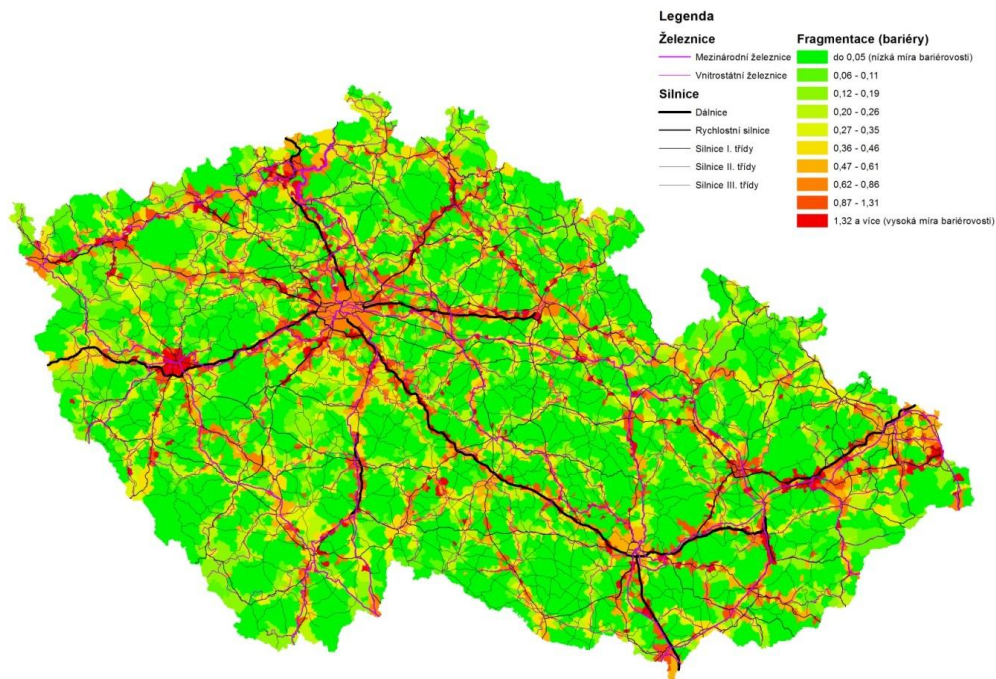 Legenda
Železnice
Mezinárodní železnice
Vnitrostátní železnice
Silnice
Dálnice
Rychlostní silnice
Silnice I. třídy
Silnice II. třídy
Silnice III. třídy
Fragmentace (bariéry)
do 0,05 (nízká míra bariérovosti)
0,06 - 0,11
0,12 - 0,19
0,20 - 0,26
0,27 - 0,35
0,36 - 0,46
0,47 - 0,61
0,62 - 0,86
0,87 - 1,31
1,32 a více (vysoká míra bariérovosti)